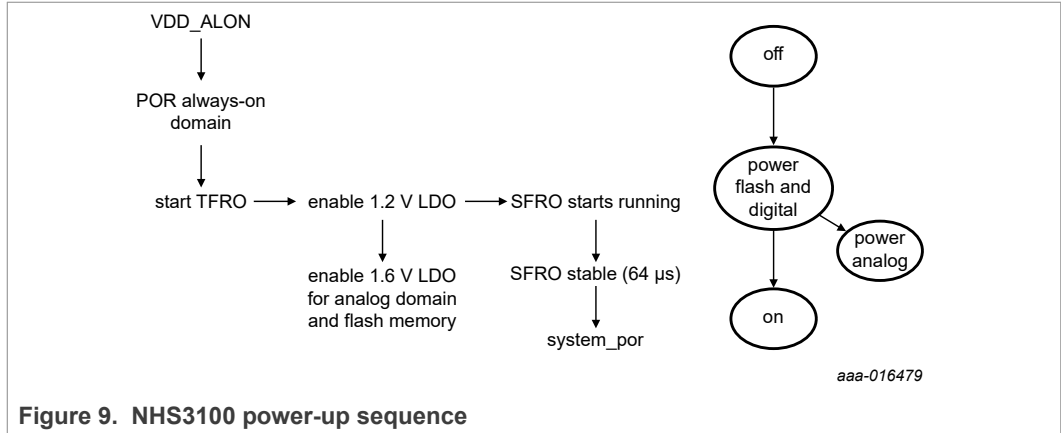 VDD_ALON
POR always-on
domain
start TFRO
enable 1.2 V LDO
SFRO starts running
enable 1.6 V LDO
for analog domain
and flash memory
SFRO stable (64 µs)
system_por
off
power
flash and
digital
power
analog
on
aaa-016479
Figure 9. NHS3100 power-up sequence